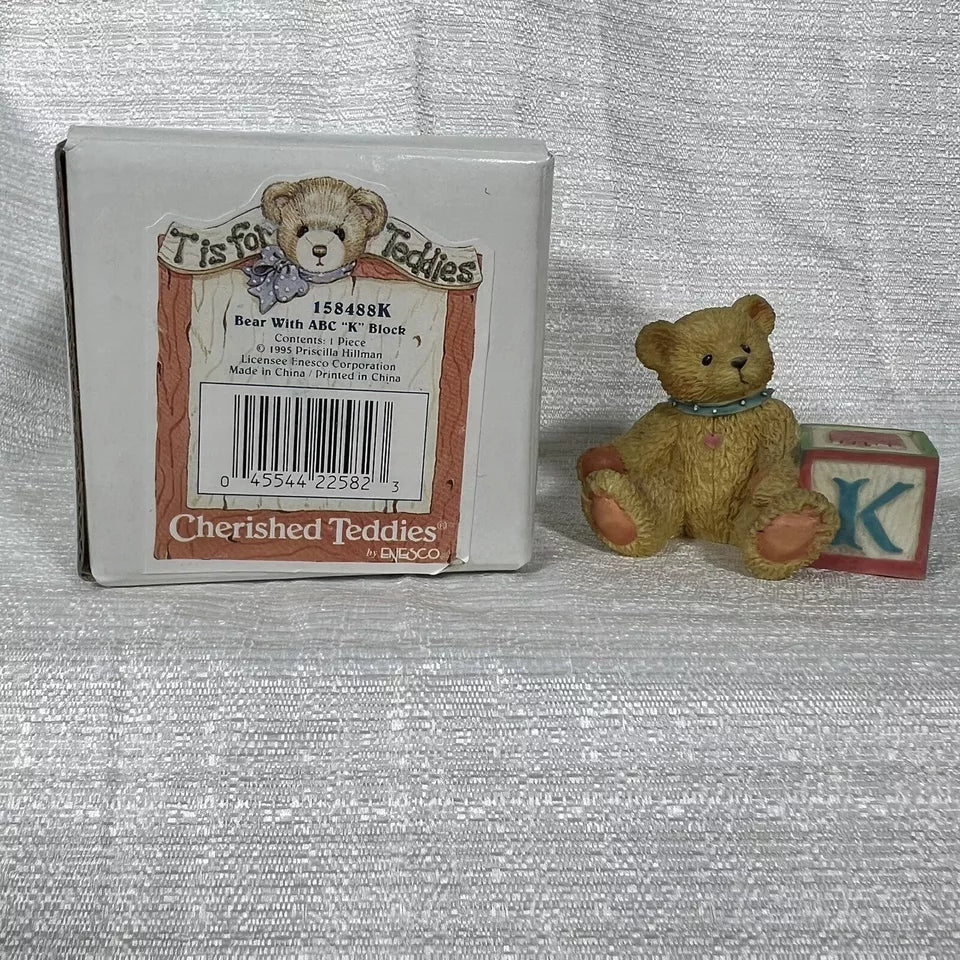 T is for Teddies
158488K
Bear With ABC "K" Block
Contents: 1 Piece
© 1995 Priscilla Hillman
Licensee Enesco Corporation
Made in China / Printed in China
0 45544 22582 3
Cherished Teddies®
by ENESCO
K